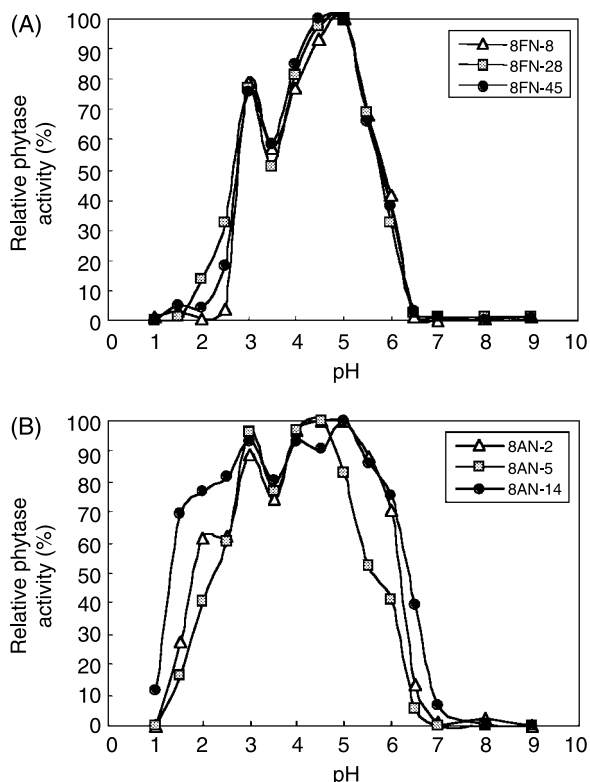 (A)
Relative phytase
activity (%)
100
90
80
70
60
50
40
30
20
10
0
0 1 2 3 4 5 6 7 8 9 10
pH
8FN-8
8FN-28
8FN-45
(B)
Relative phytase
activity (%)
100
90
80
70
60
50
40
30
20
10
0
0 1 2 3 4 5 6 7 8 9 10
pH
8AN-2
8AN-5
8AN-14